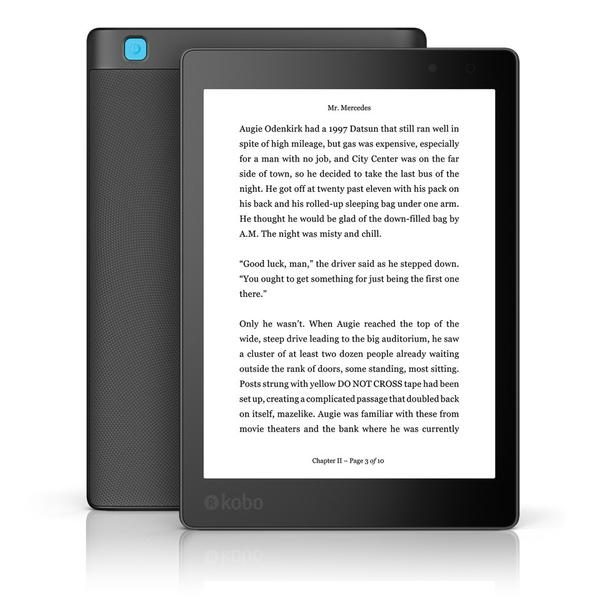 Mr. Mercedes
Augie Odenkirk had a 1997 Datsun that still ran well in
spite of high mileage, but gas was expensive, especially
for a man with no job, and City Center was on the far
side of town, so he decided to take the last bus of the
night. He got off at twenty past eleven with his pack on
his back and his rolled-up sleeping bag under one arm.
He thought he would be glad of the down-filled bag by
A.M. The night was misty and chill.
“Good luck, man,” the driver said as he stepped down.
“You ought to get something for just being the first one
there.”
Only he wasn’t. When Augie reached the top of the
wide, steep drive leading to the big auditorium, he saw
a cluster of at least two dozen people already waiting
outside the rank of doors, some standing, most sitting.
Posts strung with yellow DO NOT CROSS tape had been
set up, creating a complicated passage that doubled back
on itself, mazelike. Augie was familiar with these from
movie theaters and the bank where he was currently
Chapter II – Page 3 of 10
kobo